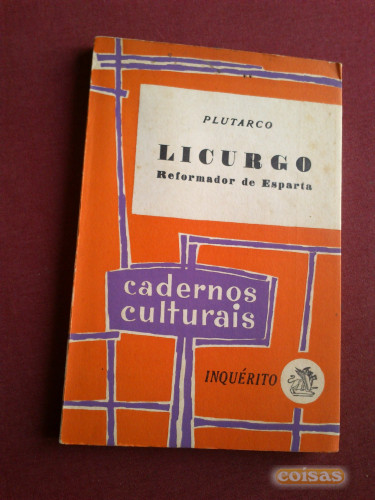 PLUTARCO
LICURGO
Reformador de Esparta
cadernos
culturais
INQUÉRITO
coisas